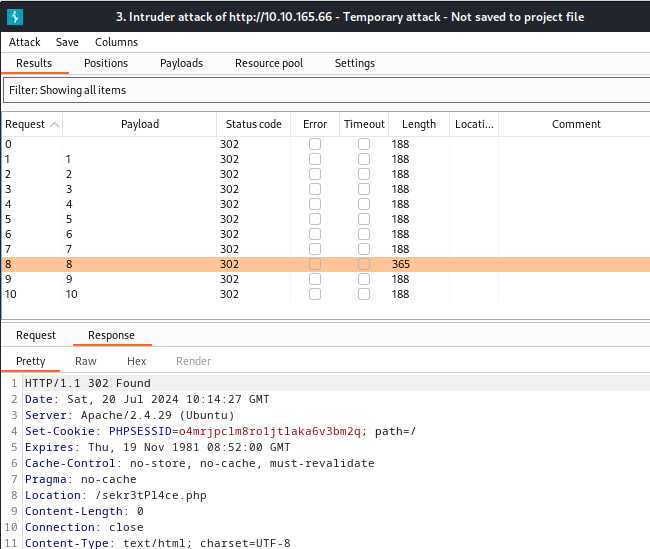 3. Intruder attack of http://10.10.165.66 - Temporary attack - Not saved to project file
Attack Save Columns
Results Positions Payloads Resource pool Settings
Filter: Showing all items
Request Payload Status code Error Timeout Length Locati... Comment
0 302 188
1 1 302 188
2 2 302 188
3 3 302 188
4 4 302 188
5 5 302 188
6 6 302 188
7 7 302 188
8 8 302 365
9 9 302 188
10 10 302 188
Request Response
Pretty Raw Hex Render
1 HTTP/1.1 302 Found
2 Date: Sat, 20 Jul 2024 10:14:27 GMT
3 Server: Apache/2.4.29 (Ubuntu)
4 Set-Cookie: PHPSESSID=o4mrjpclm8ro1jtlaka6v3bm2q; path=/
5 Expires: Thu, 19 Nov 1981 08:52:00 GMT
6 Cache-Control: no-store, no-cache, must-revalidate
7 Pragma: no-cache
8 Location: /sekr3tPl4ce.php
9 Content-Length: 0
10 Connection: close
11 Content-Type: text/html; charset=UTF-8